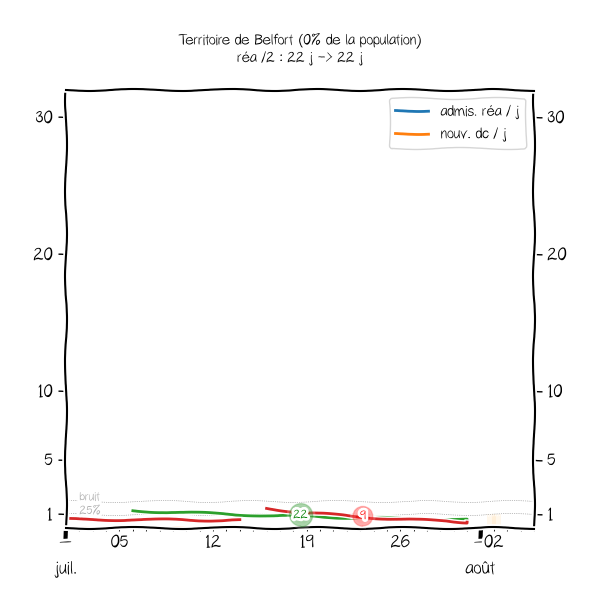 Territoire de Belfort (0% de la population)
réa /2 : 22 j -> 22 j
admis. réa / j
nouv. dc / j
30
30
20
20
10
10
5
5
bruit
25%
1
1
22
9
05
12
19
26
02
juil.
août